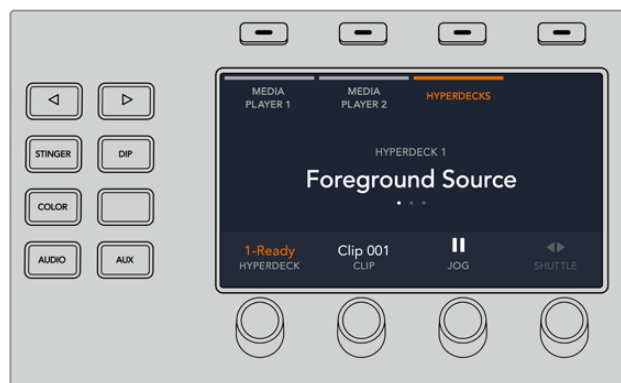 MEDIA
PLAYER 1
MEDIA
PLAYER 2
HYPERDECKS
STINGER
DIP
HYPERDECK 1
Foreground Source
COLOR
1-Ready
HYPERDECK
Clip 001
CLIP
JOG
SHUTTLE
AUDIO
AUX